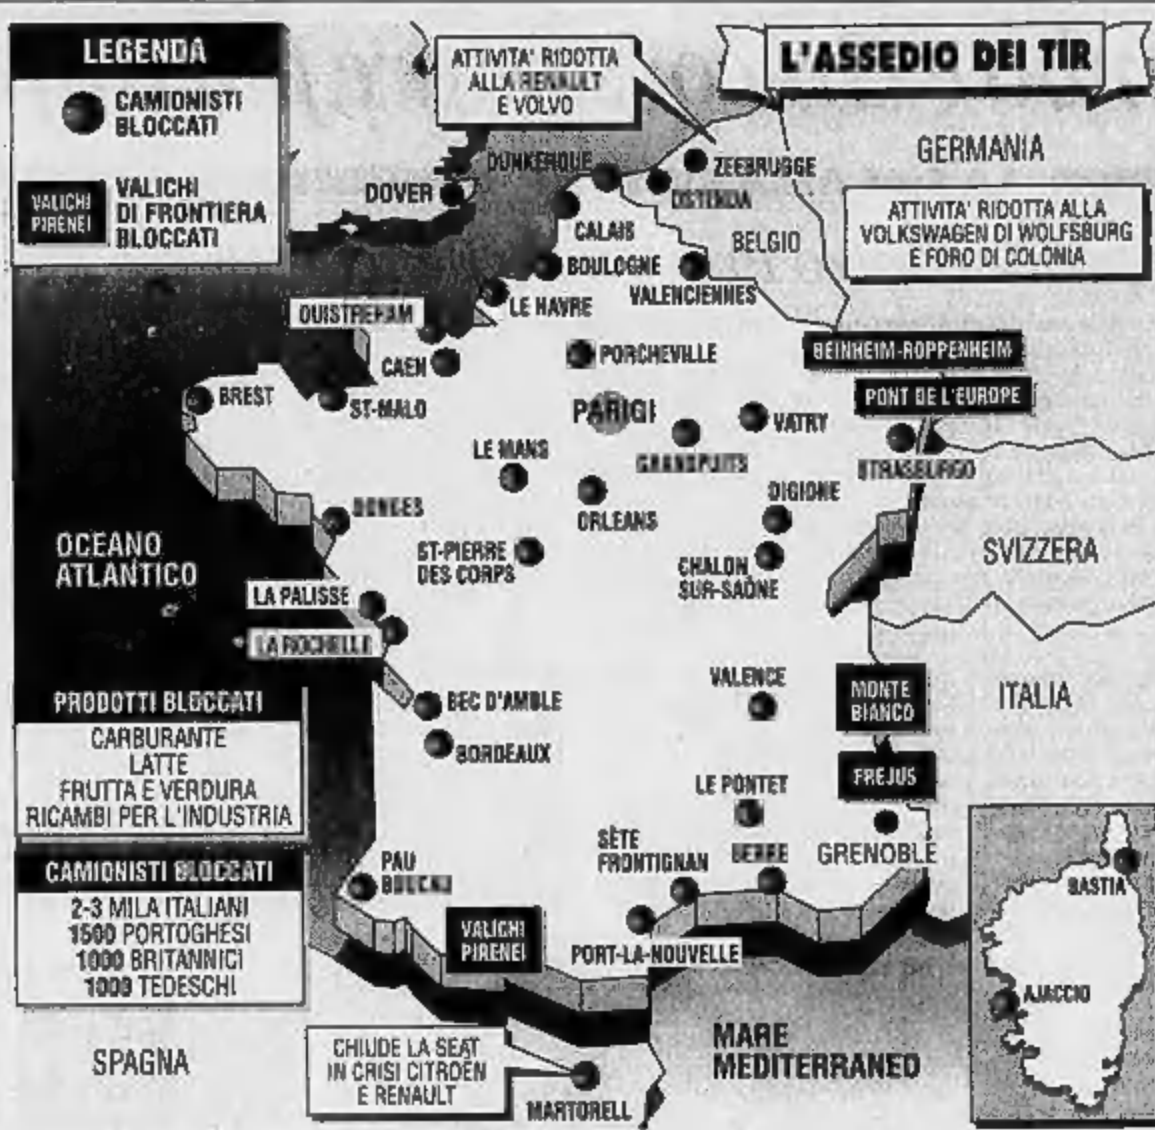 LEGENDA
CAMIONISTI
BLOCCATI
VALICHI
PIRENEI
VALICHI
DI FRONTIERA
BLOCCATI
ATTIVITA' RIDOTTA
ALLA RENAULT
E VOLVO
L'ASSEDIO DEI TIR
GERMANIA
ATTIVITA' RIDOTTA ALLA
VOLKSWAGEN DI WOLFSBURG
E FORO DI COLONIA
DOVER
DUNKERQUE
ZEEBRUGGE
OSTENDA
BELGIO
CALAIS
BOULOGNE
VALENCIENNES
LE HAVRE
OUISTREHAM
CAEN
PORCHEVILLE
BEINHEIM-ROPPENHEIM
PONT DE L'EUROPE
BREST
ST-MALO
PARIGI
VATRY
GRANDPUITS
STRASBURGO
LE MANS
ORLEANS
DIGIONE
DONGES
ST-PIERRE
DES CORPS
CHALON
SUR-SAÔNE
OCEANO
ATLANTICO
SVIZZERA
LA PALISSE
LA ROCHELLE
BEC D'AMBLE
BORDEAUX
VALENCE
MONTE
BIANCO
ITALIA
FREJUS
LE PONTET
PRODOTTI BLOCCATI
CARBURANTE
LATTE
FRUTTA E VERDURA
RICAMBI PER L'INDUSTRIA
CAMIONISTI BLOCCATI
2-3 MILA ITALIANI
1500 PORTOGHESI
1000 BRITANNICI
1000 TEDESCHI
PAU
SÈTE
FRONTIGNAN
BERRE
GRENOBLE
VALICHI
PIRENEI
PORT-LA-NOUVELLE
BASTIA
AJACCIO
SPAGNA
CHIUDE LA SEAT
IN CRISI CITROËN
E RENAULT
MARTORELL
MARE
MEDITERRANEO